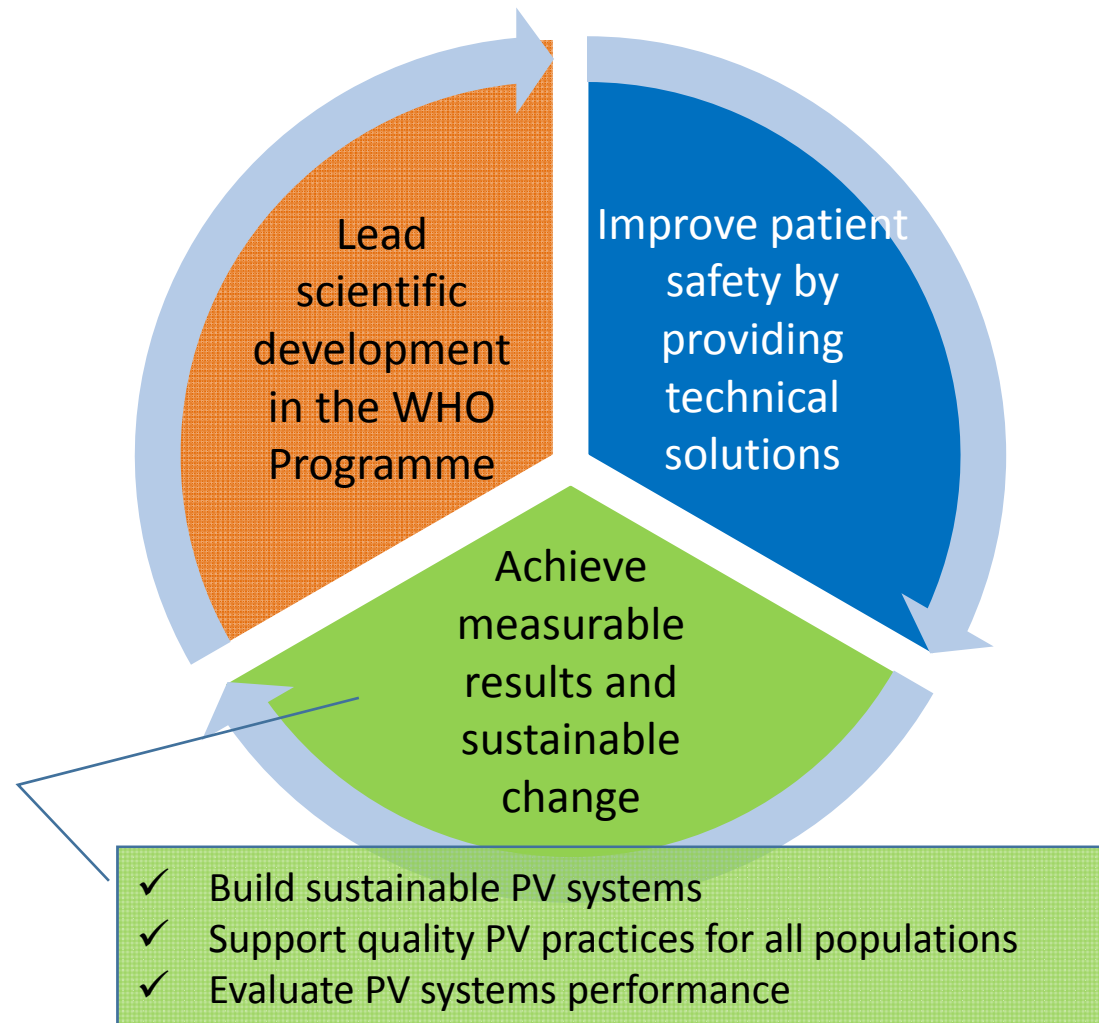 Lead
scientific
development
in the WHO
Programme
Improve patient
safety by
providing
technical
solutions
Achieve
measurable
results and
sustainable
change
✓ Build sustainable PV systems
✓ Support quality PV practices for all populations
✓ Evaluate PV systems performance